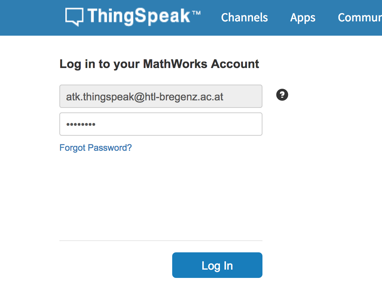 ThingSpeak™ Channels Apps Commun
Log in to your MathWorks Account
atk.thingspeak@htl-bregenz.ac.at ?
••••••••
Forgot Password?
Log In